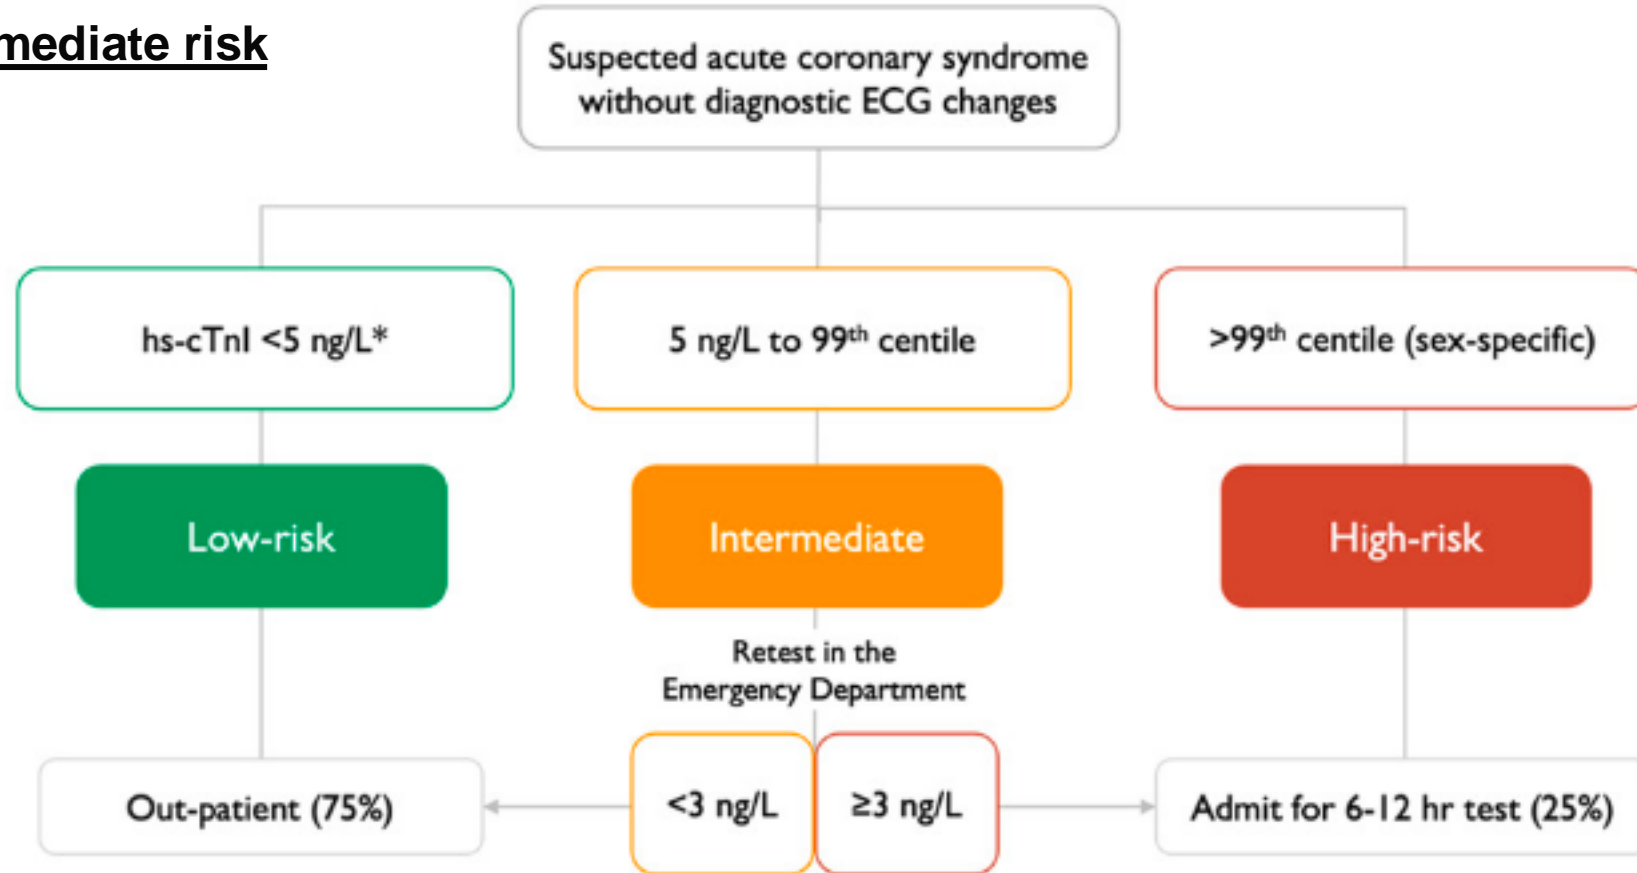 mediate risk
Suspected acute coronary syndrome
without diagnostic ECG changes
hs-cTnI <5 ng/L*
5 ng/L to 99th centile
>99th centile (sex-specific)
Low-risk
Intermediate
High-risk
Retest in the
Emergency Department
<3 ng/L
≥3 ng/L
Out-patient (75%)
Admit for 6-12 hr test (25%)